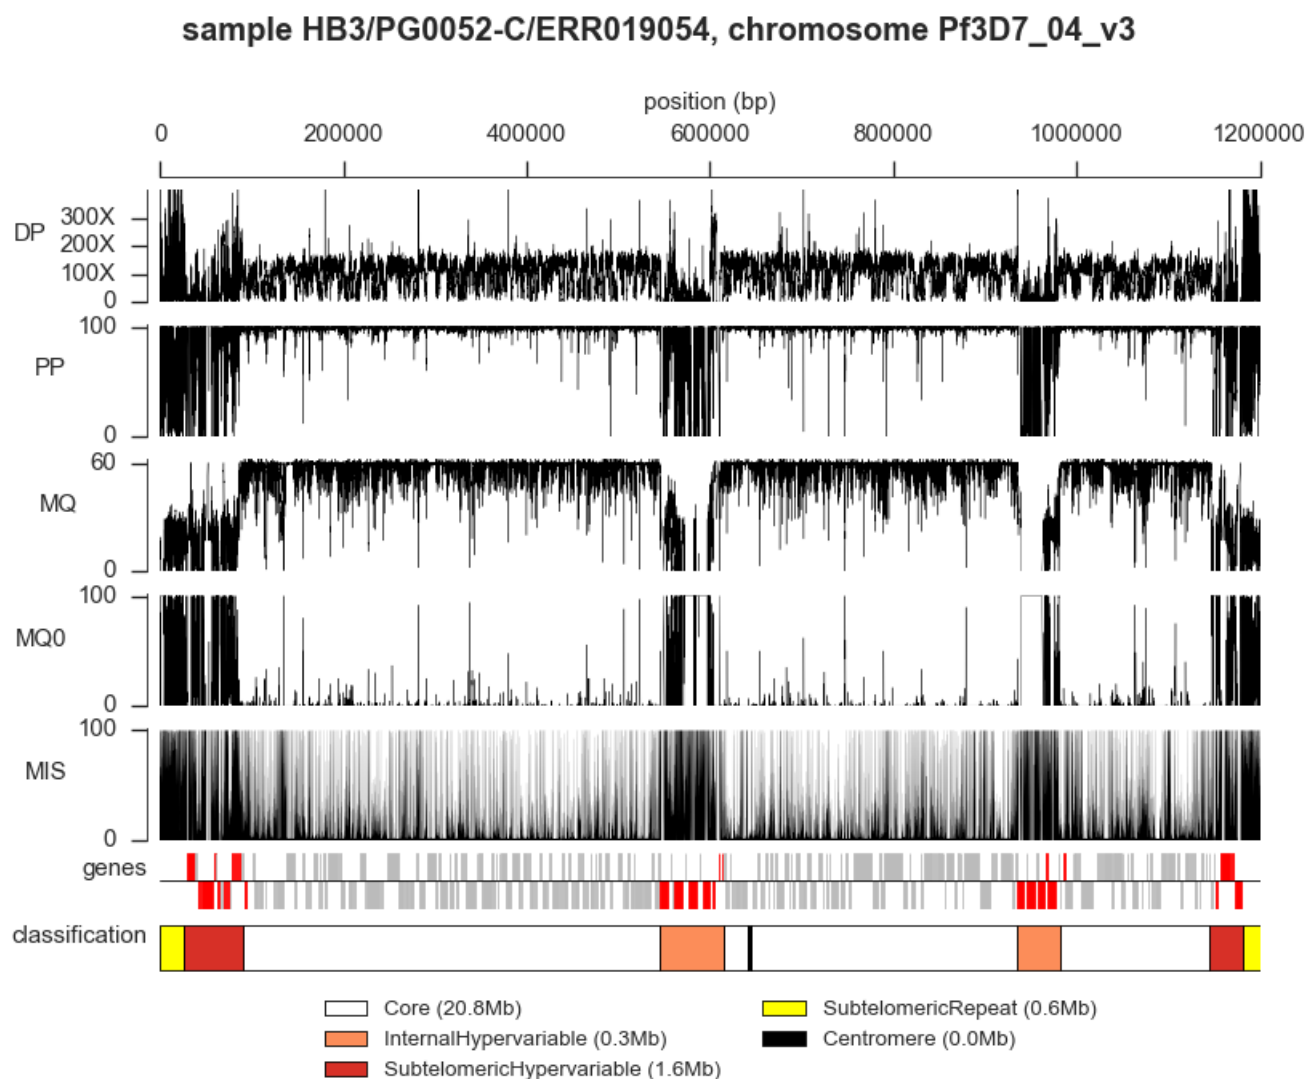 sample HB3/PG0052-C/ERR019054, chromosome Pf3D7_04_v3
position (bp)
0 200000 400000 600000 800000 1000000 1200000
DP
300X
200X
100X
0
PP
100
0
MQ
60
0
MQ0
100
0
MIS
100
0
genes
classification
Core (20.8Mb)
InternalHypervariable (0.3Mb)
SubtelomericHypervariable (1.6Mb)
SubtelomericRepeat (0.6Mb)
Centromere (0.0Mb)